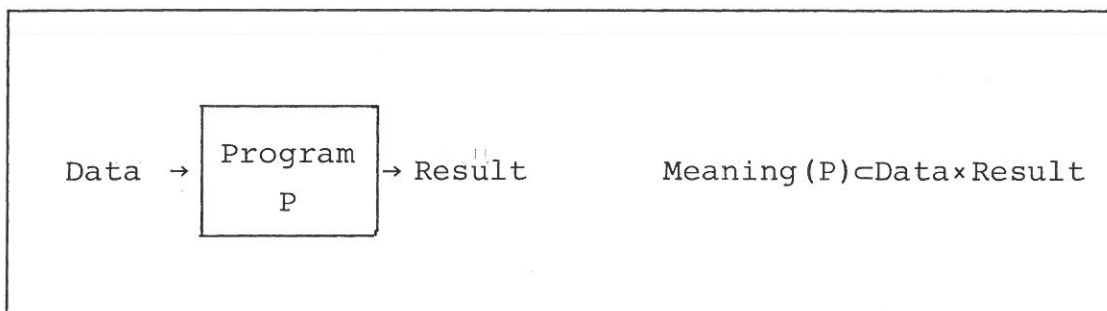 Data → Program P → Result
Meaning(P)⊂Data×Result